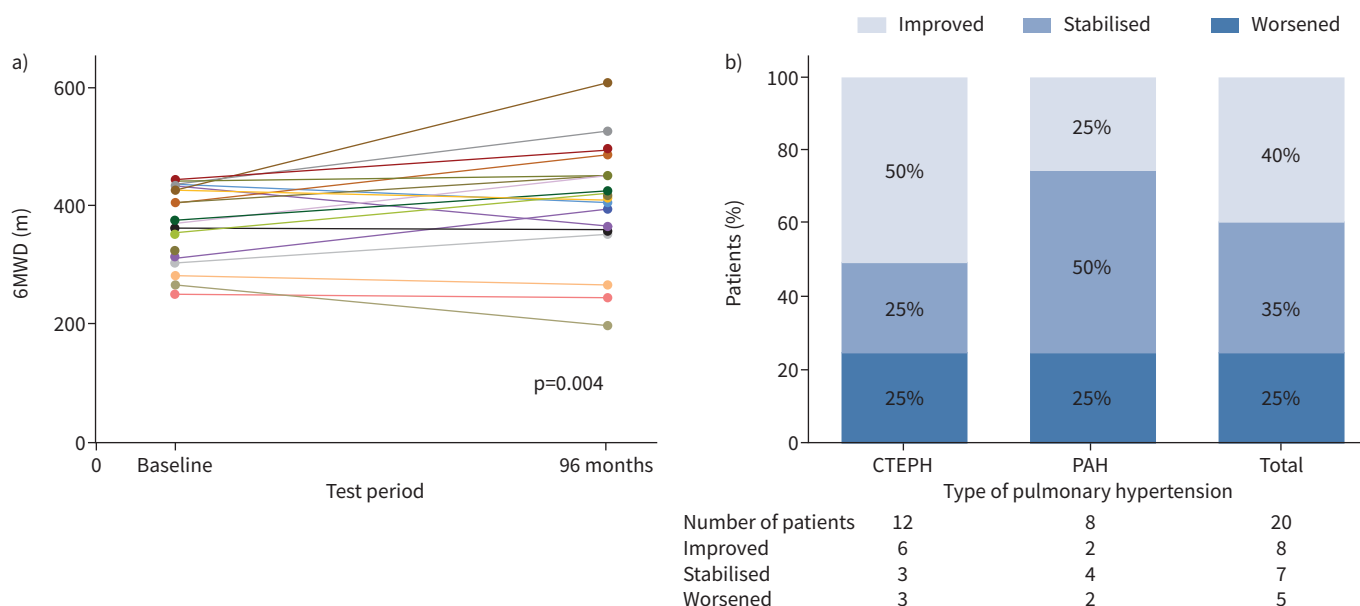 a)
600
400
200
0
6MWD (m)
p=0.004
0 Baseline 96 months
Test period
Improved Stabilised Worsened
b)
100
80
60
40
20
0
Patients (%)
50% 25% 40%
25% 50% 35%
25% 25% 25%
CTEPH PAH Total
Type of pulmonary hypertension
Number of patients 12 8 20
Improved 6 2 8
Stabilised 3 4 7
Worsened 3 2 5